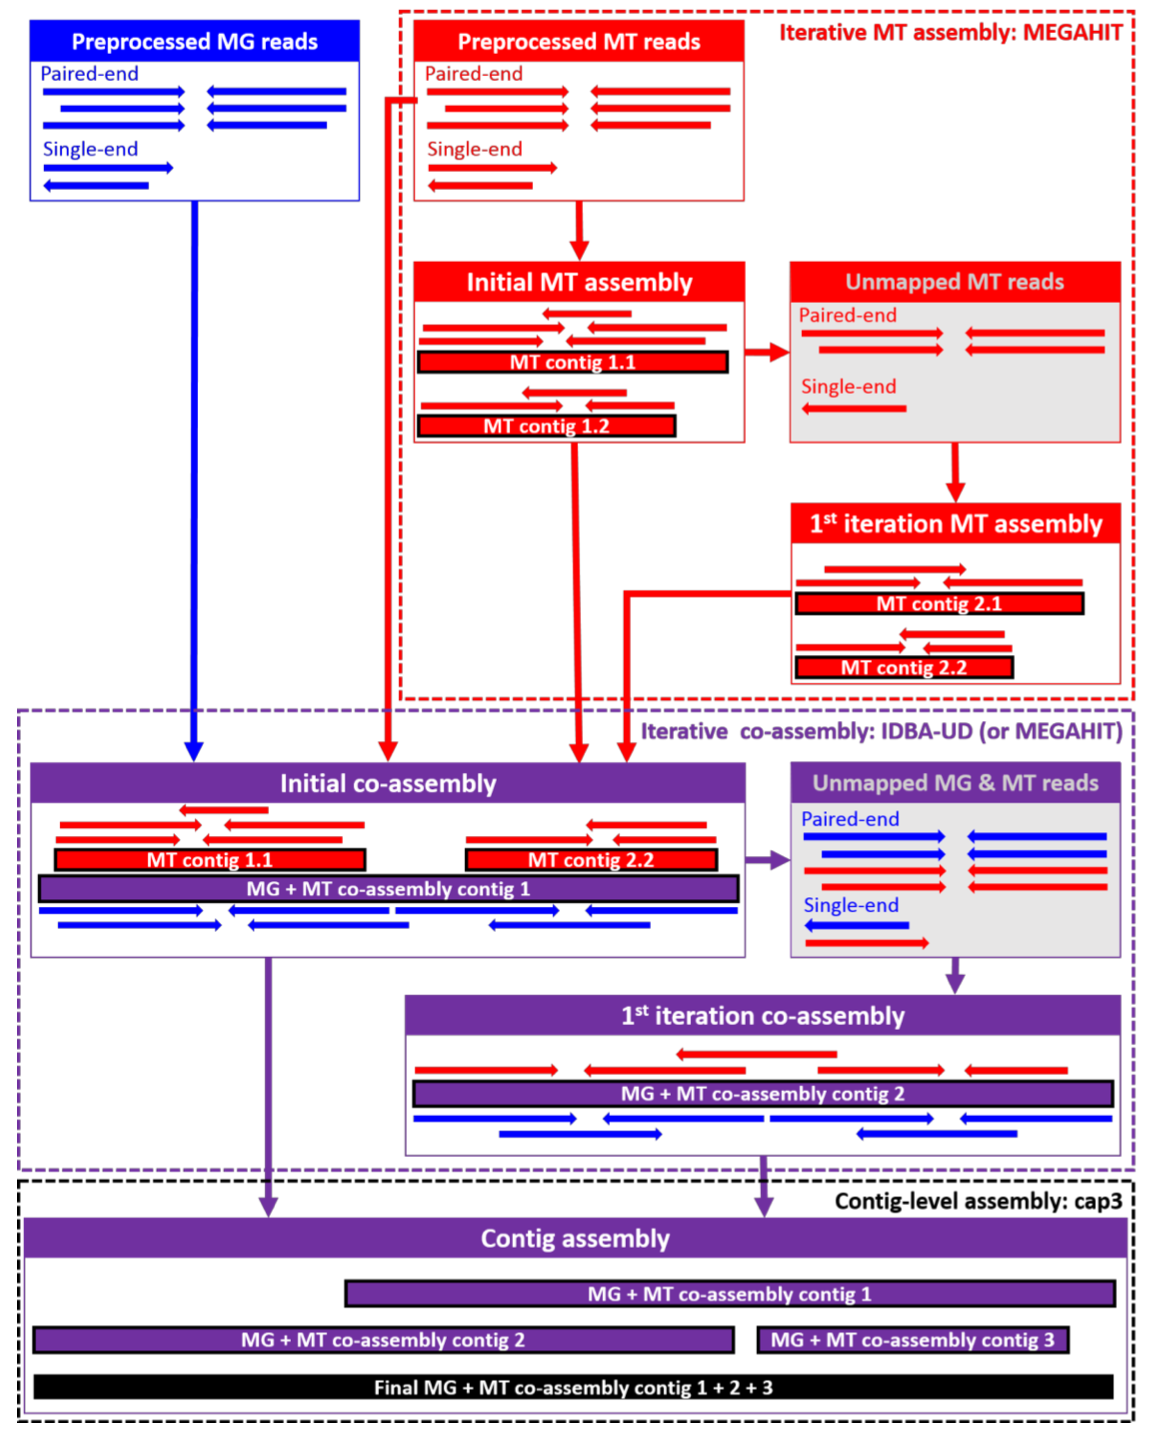 Preprocessed MG reads
Paired-end
Single-end
Iterative MT assembly: MEGAHIT
Preprocessed MT reads
Paired-end
Single-end
Initial MT assembly
MT contig 1.1
MT contig 1.2
Unmapped MT reads
Paired-end
Single-end
1st iteration MT assembly
MT contig 2.1
MT contig 2.2
Iterative co-assembly: IDBA-UD (or MEGAHIT)
Initial co-assembly
MT contig 1.1
MT contig 2.2
MG + MT co-assembly contig 1
Unmapped MG & MT reads
Paired-end
Single-end
1st iteration co-assembly
MG + MT co-assembly contig 2
Contig-level assembly: cap3
Contig assembly
MG + MT co-assembly contig 1
MG + MT co-assembly contig 2
MG + MT co-assembly contig 3
Final MG + MT co-assembly contig 1 + 2 + 3